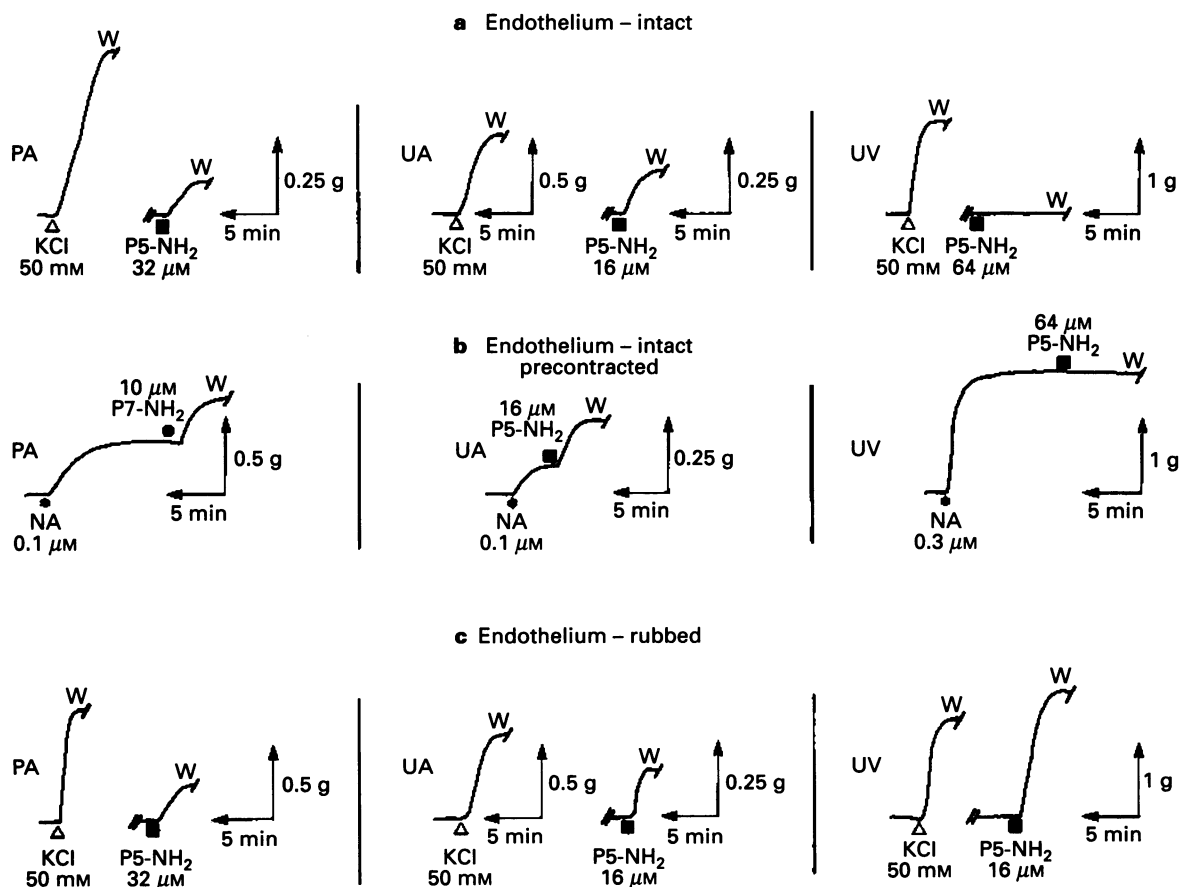 a Endothelium – intact
W
PA
KCl
50 mM
W
P5-NH2
32 µM
0.25 g
5 min
UA
W
KCl
50 mM
0.5 g
5 min
W
P5-NH2
16 µM
0.25 g
5 min
UV
W
KCl
50 mM
P5-NH2
64 µM
W
1 g
5 min
b Endothelium – intact
precontracted
PA
10 µM
P7-NH2
W
NA
0.1 µM
0.5 g
5 min
UA
16 µM
P5-NH2
W
NA
0.1 µM
0.25 g
5 min
UV
64 µM
P5-NH2
W
NA
0.3 µM
1 g
5 min
c Endothelium – rubbed
PA
W
KCl
50 mM
W
P5-NH2
32 µM
0.5 g
5 min
UA
W
KCl
50 mM
0.5 g
5 min
W
P5-NH2
16 µM
0.25 g
5 min
UV
W
KCl
50 mM
W
P5-NH2
16 µM
1 g
5 min